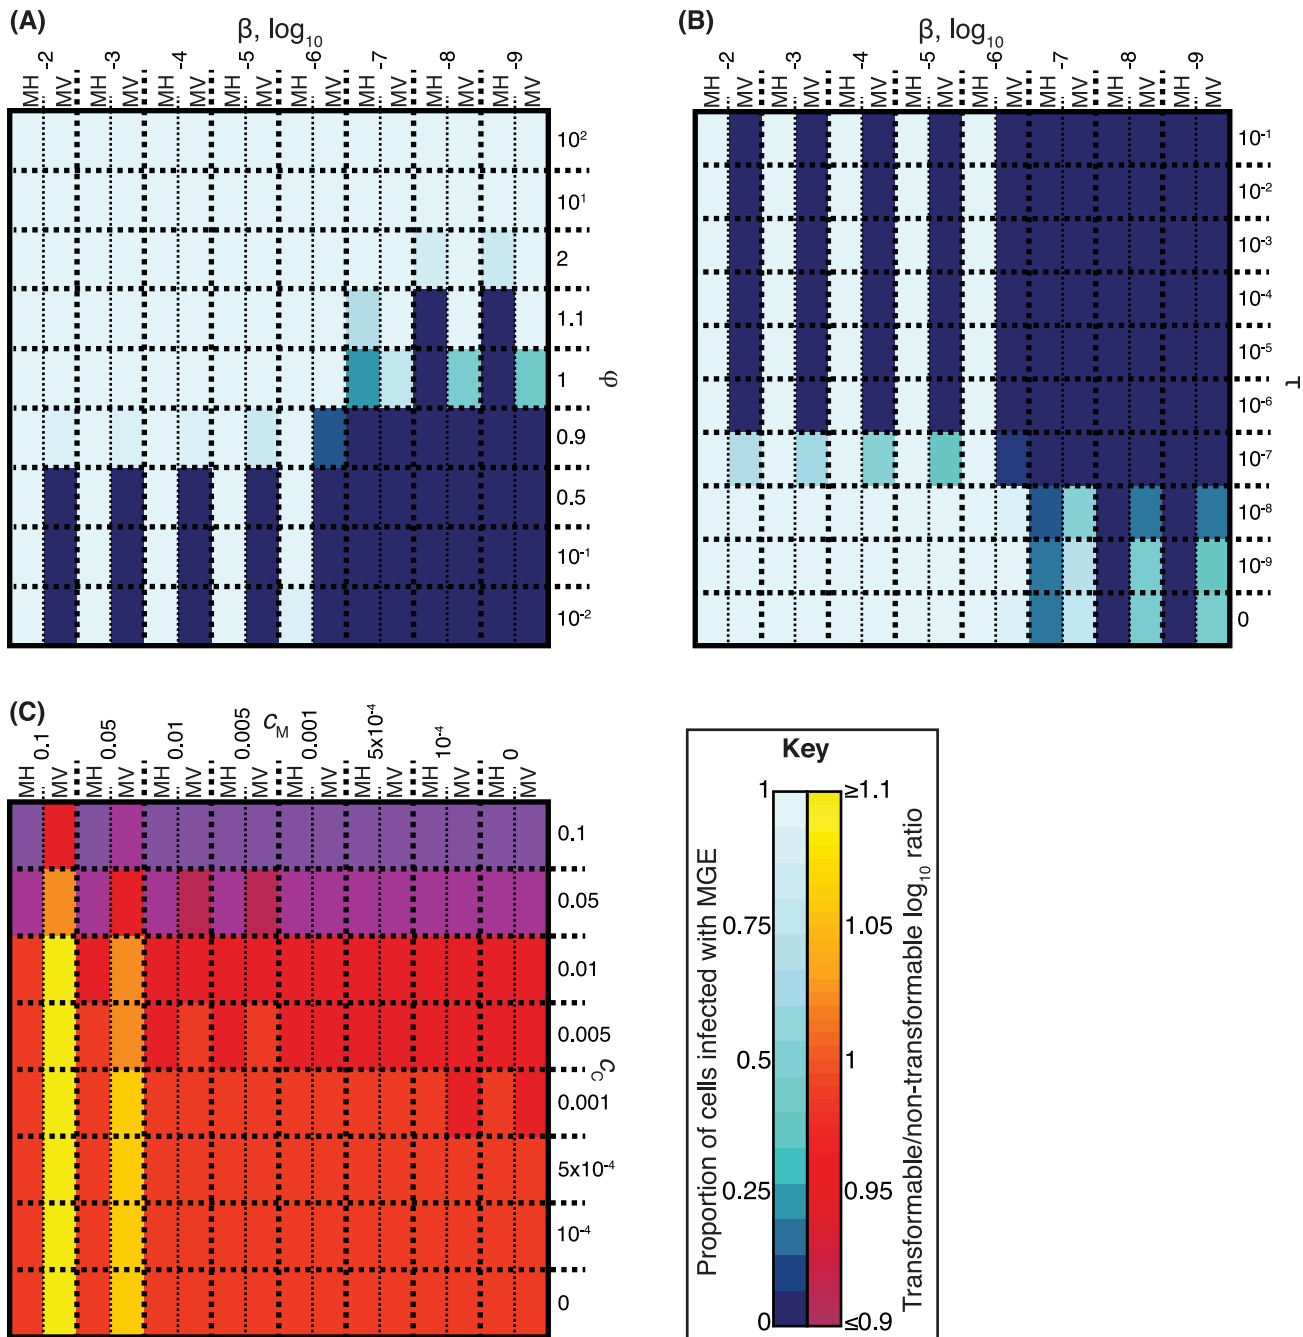 (A)
β, log10
-2 -3 -4 -5 -6 -7 -8 -9
MH MV MH MV MH MV MH MV MH MV MH MV MH MV MH MV
10²
10¹
2
1.1
1
0.9
0.5
10⁻¹
10⁻²
φ
(B)
β, log10
-2 -3 -4 -5 -6 -7 -8 -9
MH MV MH MV MH MV MH MV MH MV MH MV MH MV MH MV
10⁻¹
10⁻²
10⁻³
10⁻⁴
10⁻⁵
10⁻⁶
10⁻⁷
10⁻⁸
10⁻⁹
0
τ
(C)
cM
0.1 0.05 0.01 0.005 0.001 5x10⁻⁴ 10⁻⁴ 0
MH MV MH MV MH MV MH MV MH MV MH MV MH MV MH MV
0.1
0.05
0.01
0.005
0.001
5x10⁻⁴
10⁻⁴
0
cC
Key
Proportion of cells infected with MGE
1
0.75
0.5
0.25
0
≥1.1
1.05
1
0.95
≤0.9
Transformable/non-transformable log10 ratio